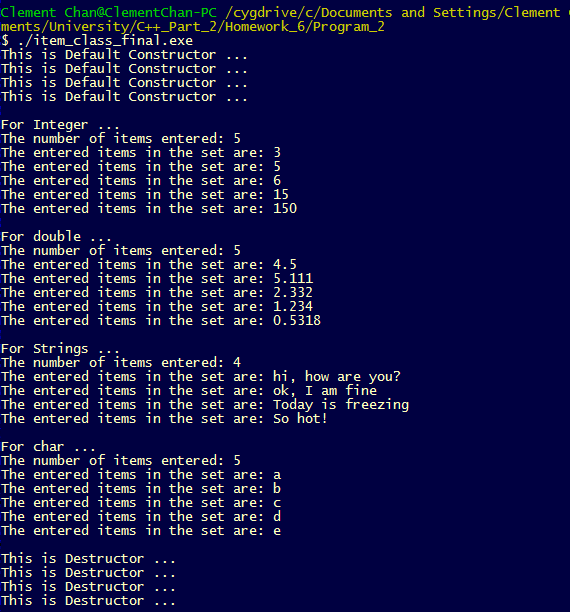 Clement Chan@ClementChan-PC /cygdrive/c/Documents and Settings/Clement
ments/University/C++_Part_2/Homework_6/Program_2
$ ./item_class_final.exe
This is Default Constructor ...
This is Default Constructor ...
This is Default Constructor ...
This is Default Constructor ...
For Integer ...
The number of items entered: 5
The entered items in the set are: 3
The entered items in the set are: 5
The entered items in the set are: 6
The entered items in the set are: 15
The entered items in the set are: 150
For double ...
The number of items entered: 5
The entered items in the set are: 4.5
The entered items in the set are: 5.111
The entered items in the set are: 2.332
The entered items in the set are: 1.234
The entered items in the set are: 0.5318
For Strings ...
The number of items entered: 4
The entered items in the set are: hi, how are you?
The entered items in the set are: ok, I am fine
The entered items in the set are: Today is freezing
The entered items in the set are: So hot!
For char ...
The number of items entered: 5
The entered items in the set are: a
The entered items in the set are: b
The entered items in the set are: c
The entered items in the set are: d
The entered items in the set are: e
This is Destructor ...
This is Destructor ...
This is Destructor ...
This is Destructor ...